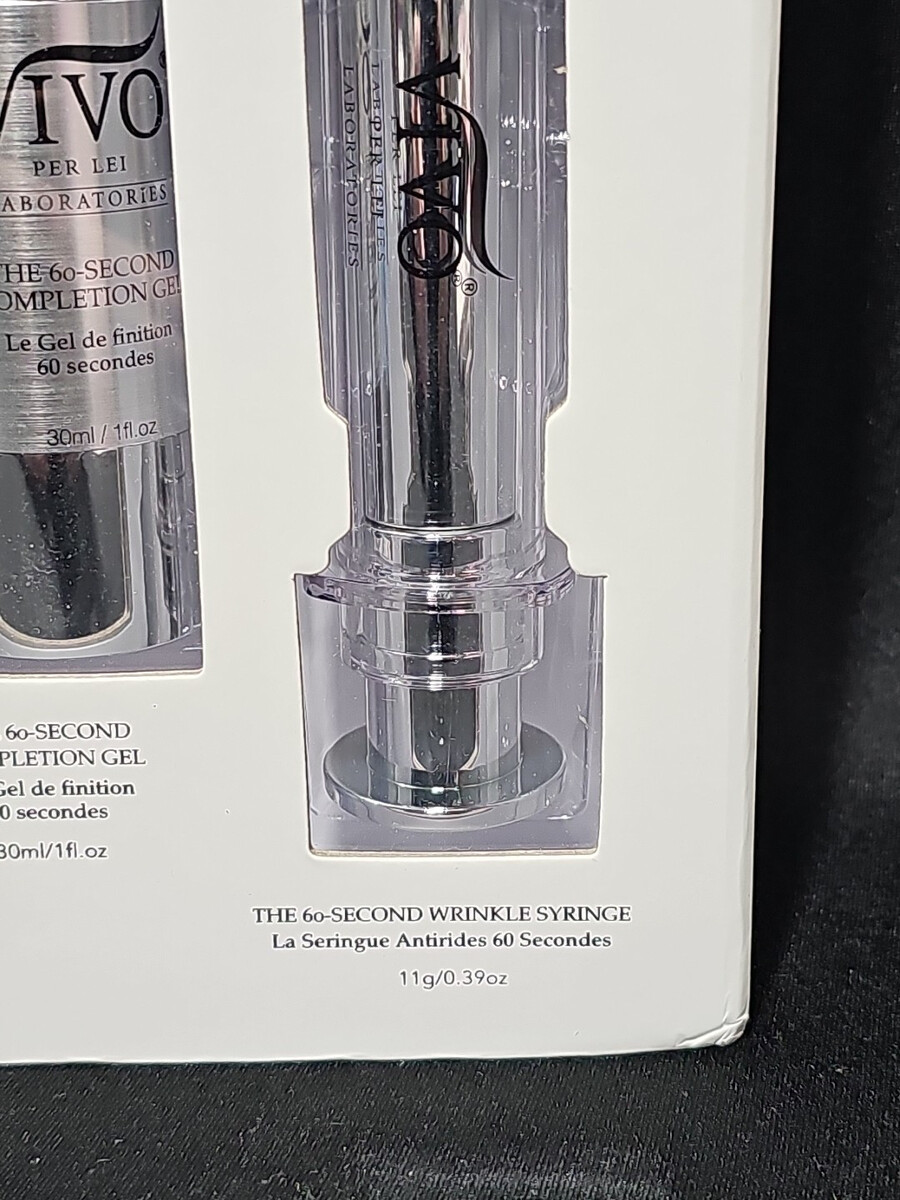 VIVO
PER LEI
LABORATORIES
THE 60-SECOND
COMPLETION GEL
Le Gel de finition
60 secondes
30ml / 1fl.oz
60-SECOND
PLETION GEL
Gel de finition
0 secondes
30ml/1fl.oz
VIVO®
PER LEI
LABORATORIES
THE 60-SECOND WRINKLE SYRINGE
La Seringue Antirides 60 Secondes
11g/0.39oz